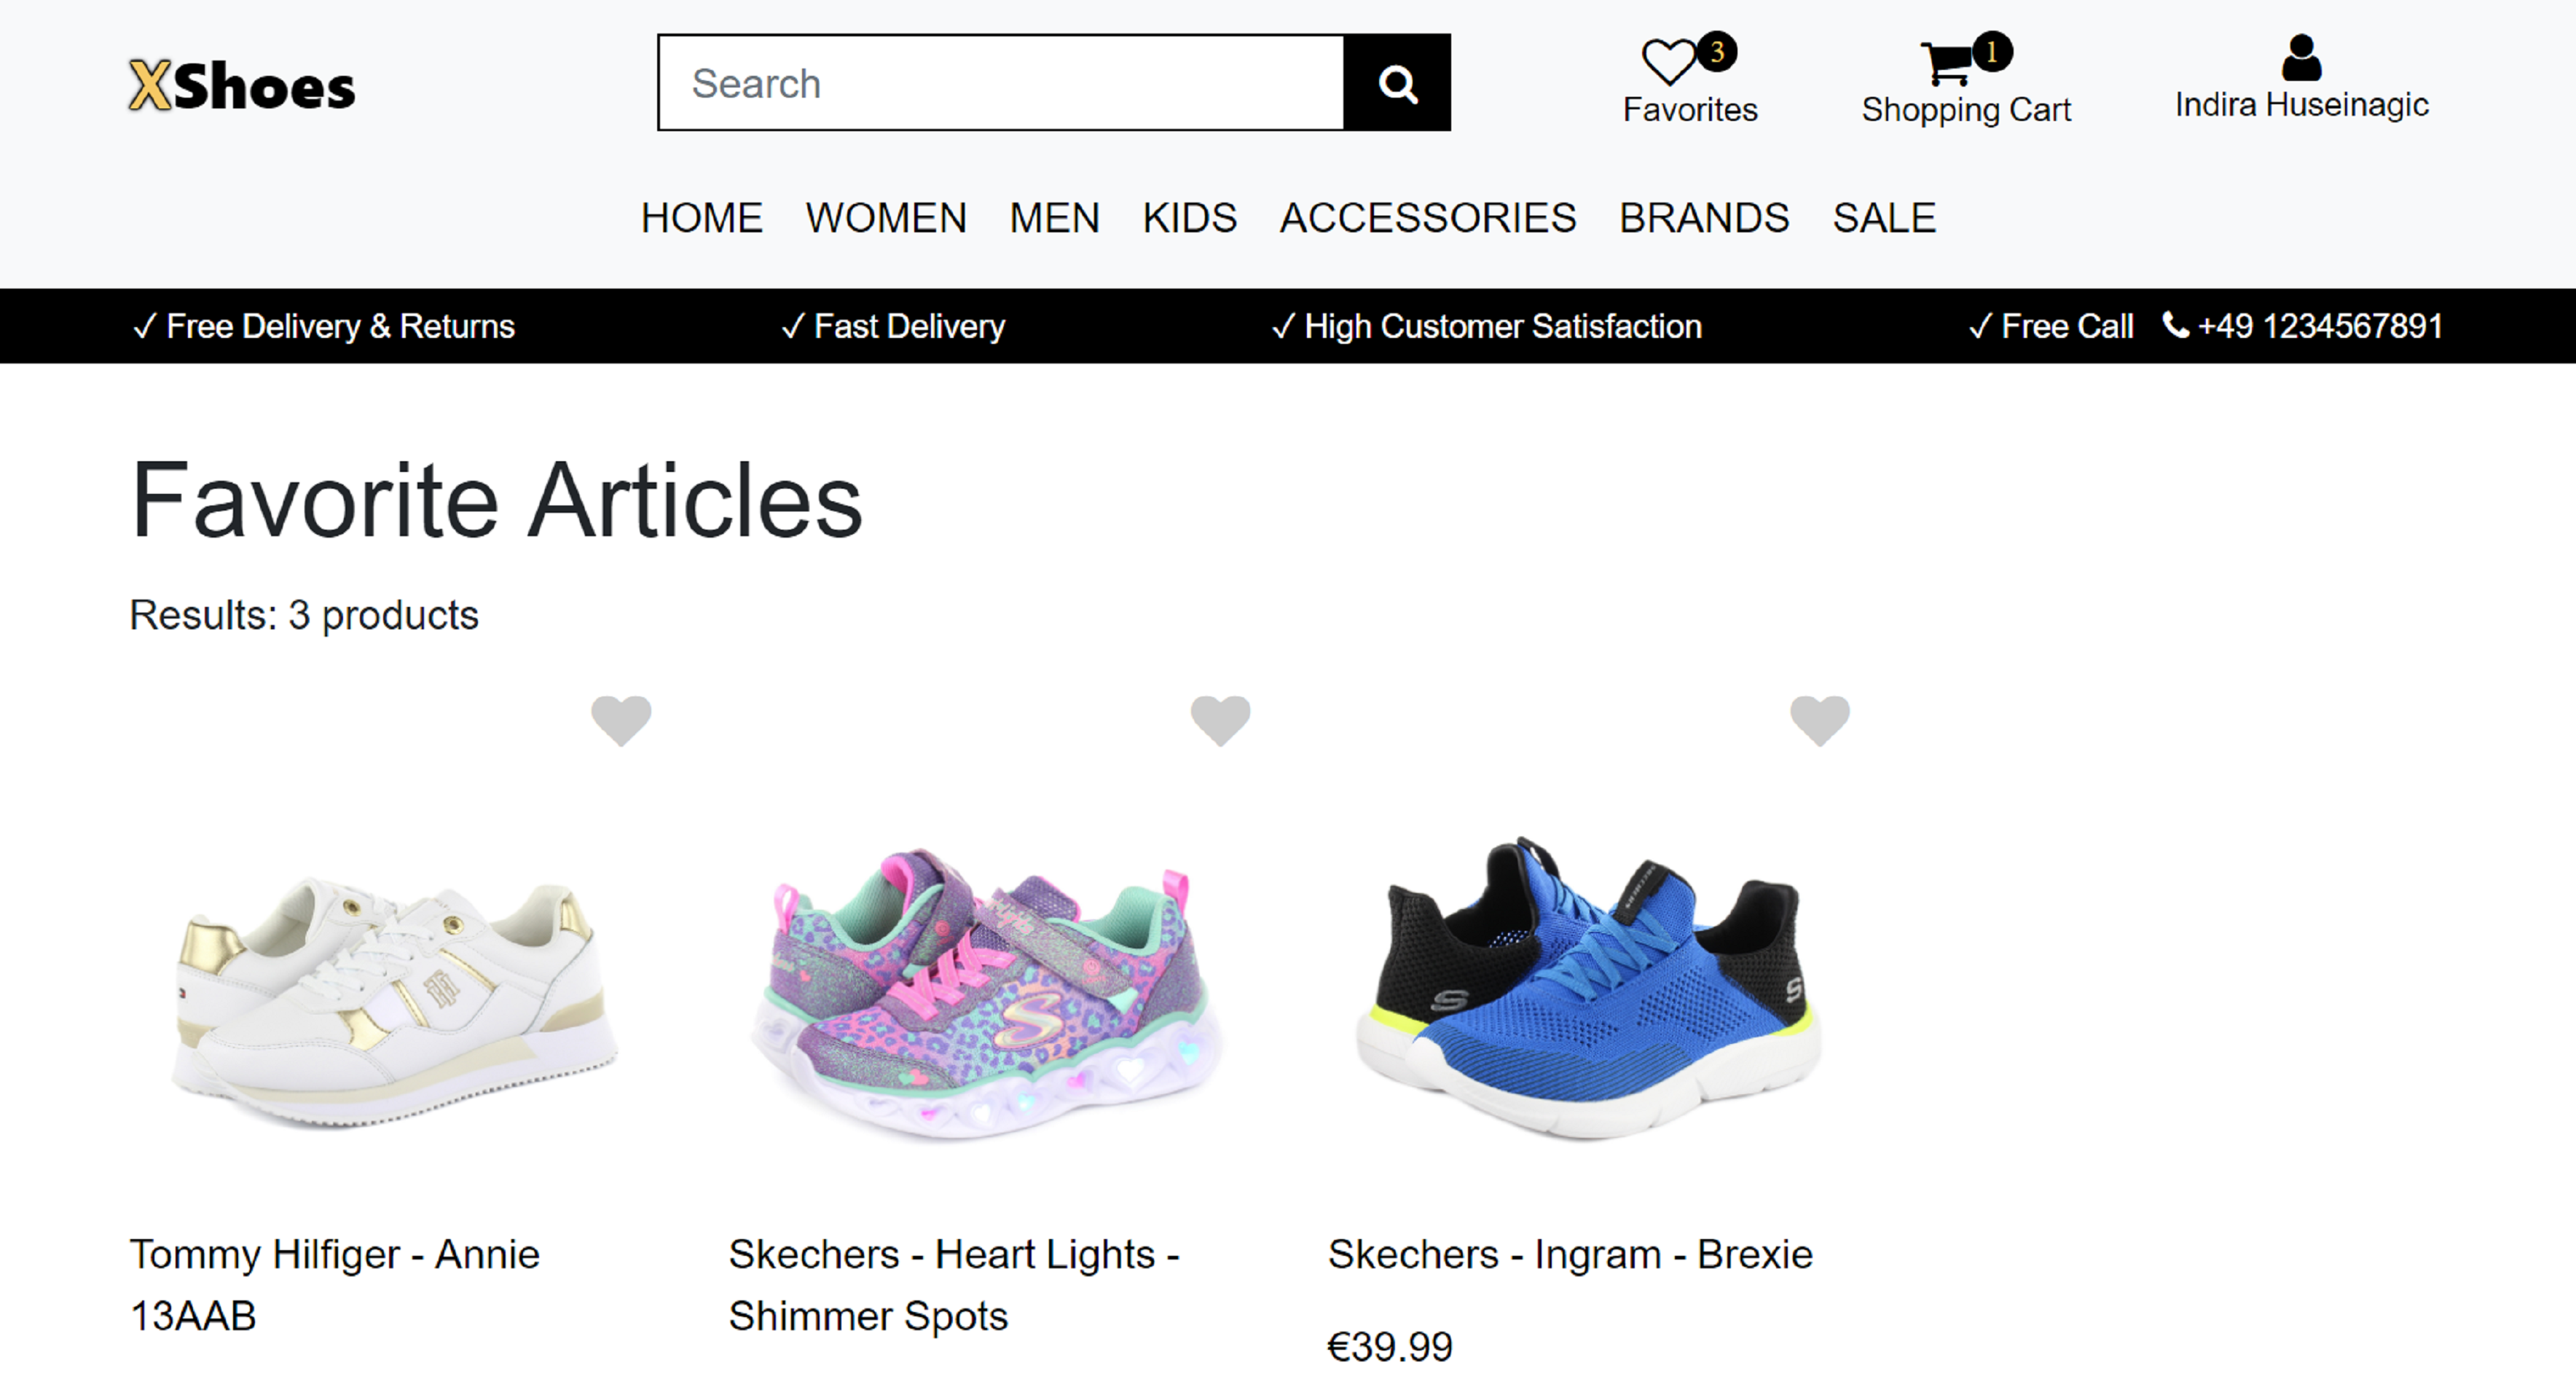 XShoes
Search
3
Favorites
1
Shopping Cart
Indira Huseinagic
HOME WOMEN MEN KIDS ACCESSORIES BRANDS SALE
✓ Free Delivery & Returns ✓ Fast Delivery ✓ High Customer Satisfaction ✓ Free Call +49 1234567891
Favorite Articles
Results: 3 products
Tommy Hilfiger - Annie
13AAB
Skechers - Heart Lights -
Shimmer Spots
Skechers - Ingram - Brexie
€39.99